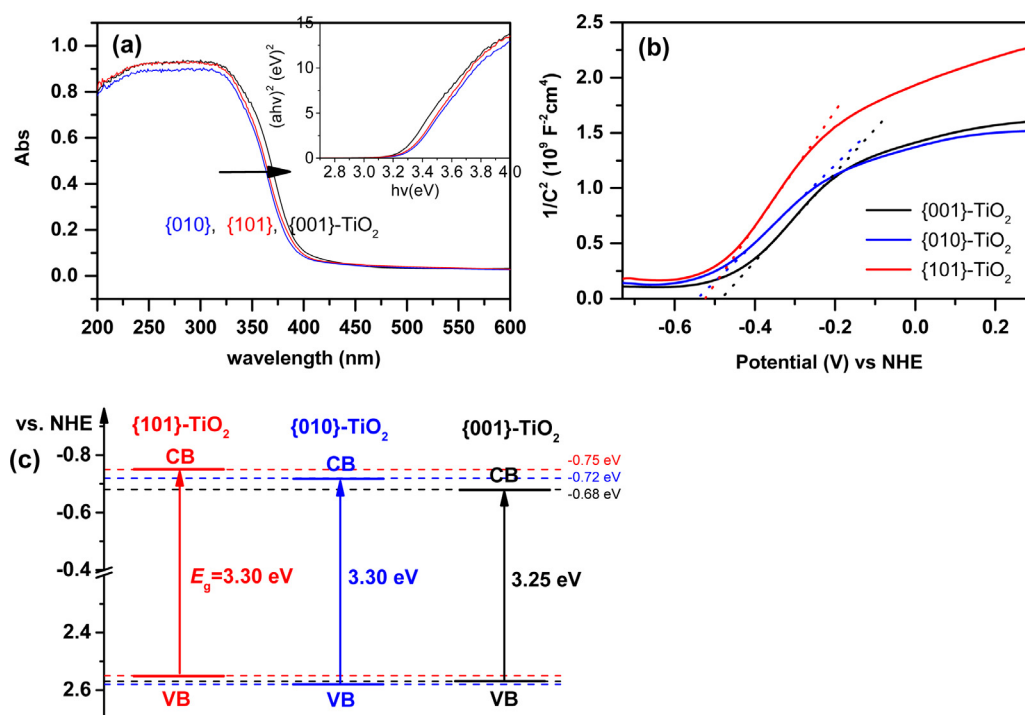 (a)
1.0
0.8
0.6
0.4
0.2
0.0
Abs
200 250 300 350 400 450 500 550 600
wavelength (nm)
{010}, {101}, {001}-TiO₂
15
10
5
0
(ahv)² (eV)²
2.8 3.0 3.2 3.4 3.6 3.8 4.0
hv(eV)
(b)
2.5
2.0
1.5
1.0
0.5
0.0
1/C² (10⁹ F⁻²cm4)
-0.6 -0.4 -0.2 0.0 0.2
Potential (V) vs NHE
{001}-TiO₂
{010}-TiO₂
{101}-TiO₂
vs. NHE
(c)
{101}-TiO₂ {010}-TiO₂ {001}-TiO₂
-0.8
-0.6
-0.4
2.4
2.6
CB CB CB
-0.75 eV
-0.72 eV
-0.68 eV
Eg=3.30 eV 3.30 eV 3.25 eV
VB VB VB